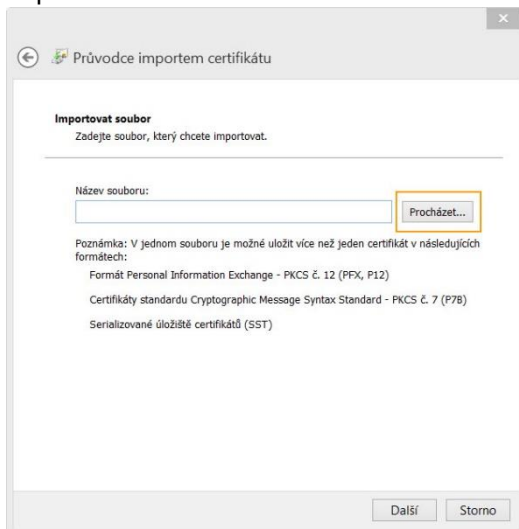 Průvodce importem certifikátu
Importovat soubor
Zadejte soubor, který chcete importovat.
Název souboru:
Procházet...
Poznámka: V jednom souboru je možné uložit více než jeden certifikát v následujících
formátech:
Formát Personal Information Exchange - PKCS č. 12 (PFX, P12)
Certifikáty standardu Cryptographic Message Syntax Standard - PKCS č. 7 (P7B)
Serializované úložiště certifikátů (SST)
Další Storno